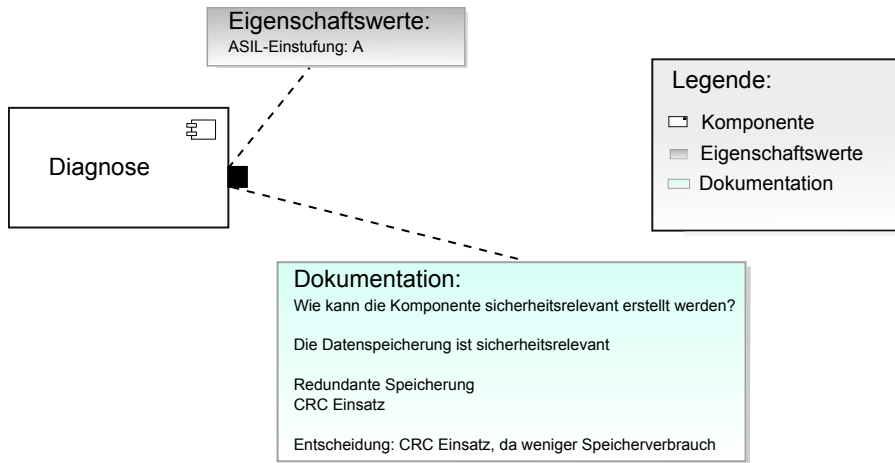 Eigenschaftswerte:
ASIL-Einstufung: A
Diagnose
Legende:
Komponente
Eigenschaftswerte
Dokumentation
Dokumentation:
Wie kann die Komponente sicherheitsrelevant erstellt werden?
Die Datenspeicherung ist sicherheitsrelevant
Redundante Speicherung
CRC Einsatz
Entscheidung: CRC Einsatz, da weniger Speicherverbrauch